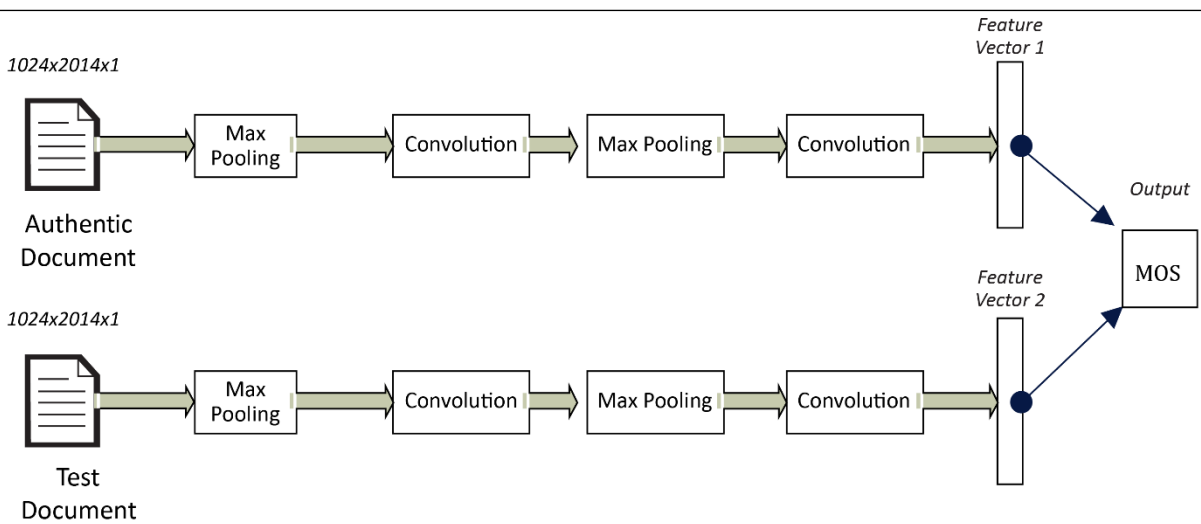 Feature
Vector 1
1024x2014x1
Max
Pooling
Convolution
Max Pooling
Convolution
Authentic
Document
Output
MOS
Feature
Vector 2
1024x2014x1
Max
Pooling
Convolution
Max Pooling
Convolution
Test
Document